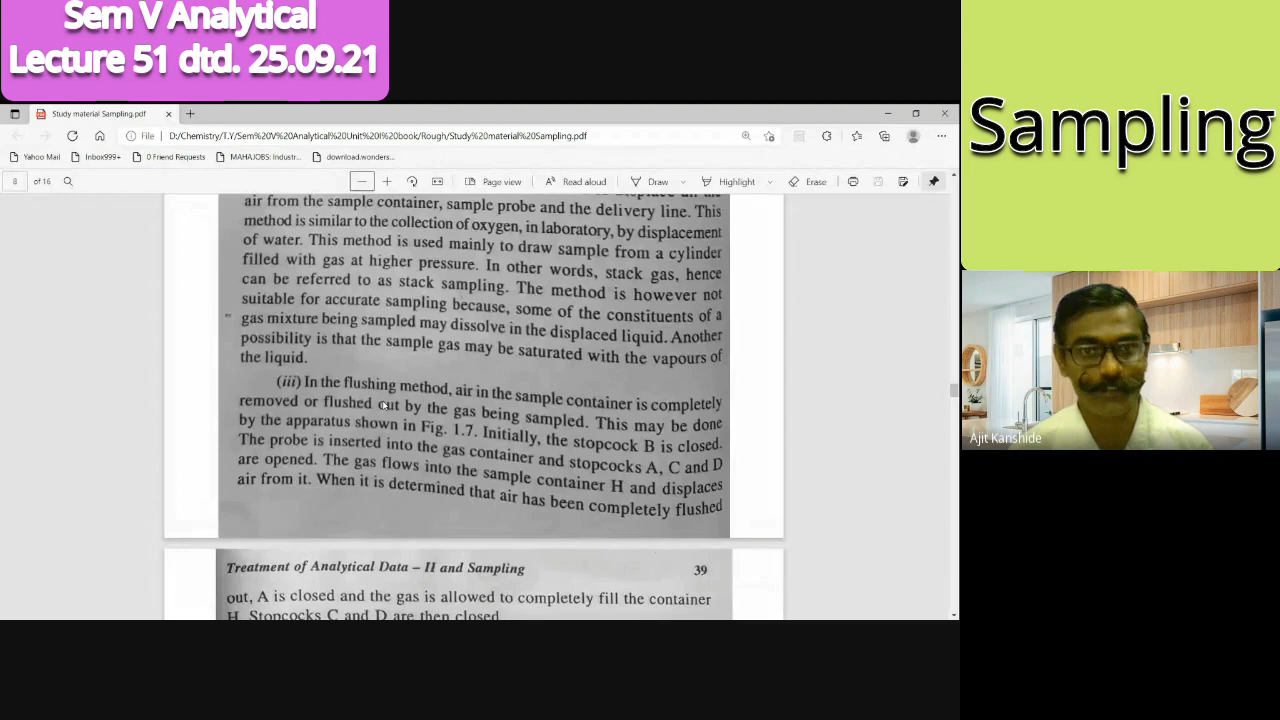 Sem V Analytical
Lecture 51 dtd. 25.09.21
Sampling
Study material Sampling.pdf
File
D:/Chemistry/T.Y/Sem%20V%20Analytical%20Unit%20I%20book/Rough/Study%20material%20Sampling.pdf
Yahoo Mail
Inbox999+
0 Friend Requests
MAHAJOBS: Industr...
download.wonders...
8 of 16
Page view
Read aloud
Draw
Highlight
Erase
air from the sample container, sample probe and the delivery line. This
method is similar to the collection of oxygen, in laboratory, by displacement
of water. This method is used mainly to draw sample from a cylinder
filled with gas at higher pressure. In other words, stack gas, hence
can be referred to as stack sampling. The method is however not
suitable for accurate sampling because, some of the constituents of a
gas mixture being sampled may dissolve in the displaced liquid. Another
possibility is that the sample gas may be saturated with the vapours of
the liquid.
(iii) In the flushing method, air in the sample container is completely
removed or flushed out by the gas being sampled. This may be done
by the apparatus shown in Fig. 1.7. Initially, the stopcock B is closed.
The probe is inserted into the gas container and stopcocks A, C and D
are opened. The gas flows into the sample container H and displaces
air from it. When it is determined that air has been completely flushed
Treatment of Analytical Data – II and Sampling 39
out, A is closed and the gas is allowed to completely fill the container
H. Stopcocks C and D are then closed
Ajit Kanshide